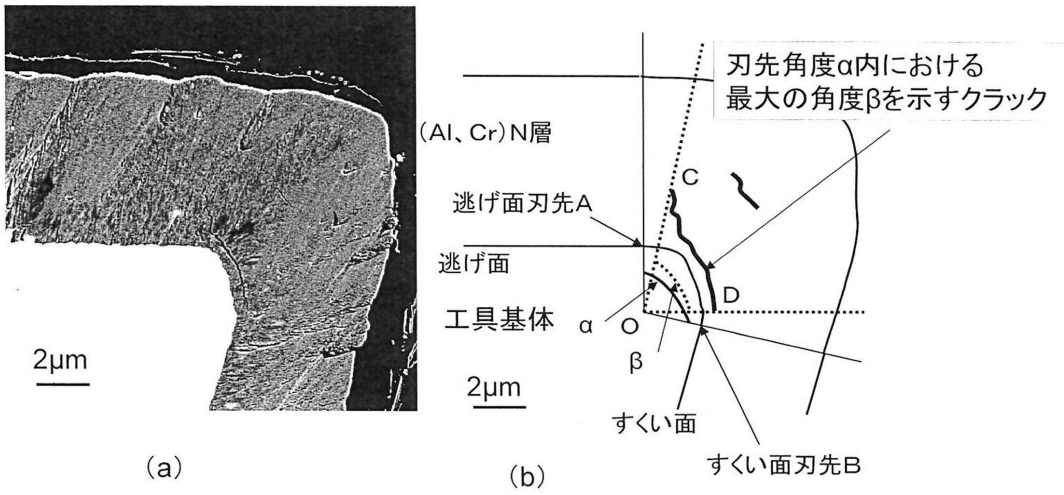 2μm
(a)
刃先角度α内における
最大の角度βを示すクラック
(Al、Cr)N層
C
逃げ面刃先A
逃げ面
D
工具基体
α
O
β
2μm
すくい面
(b)
すくい面刃先B